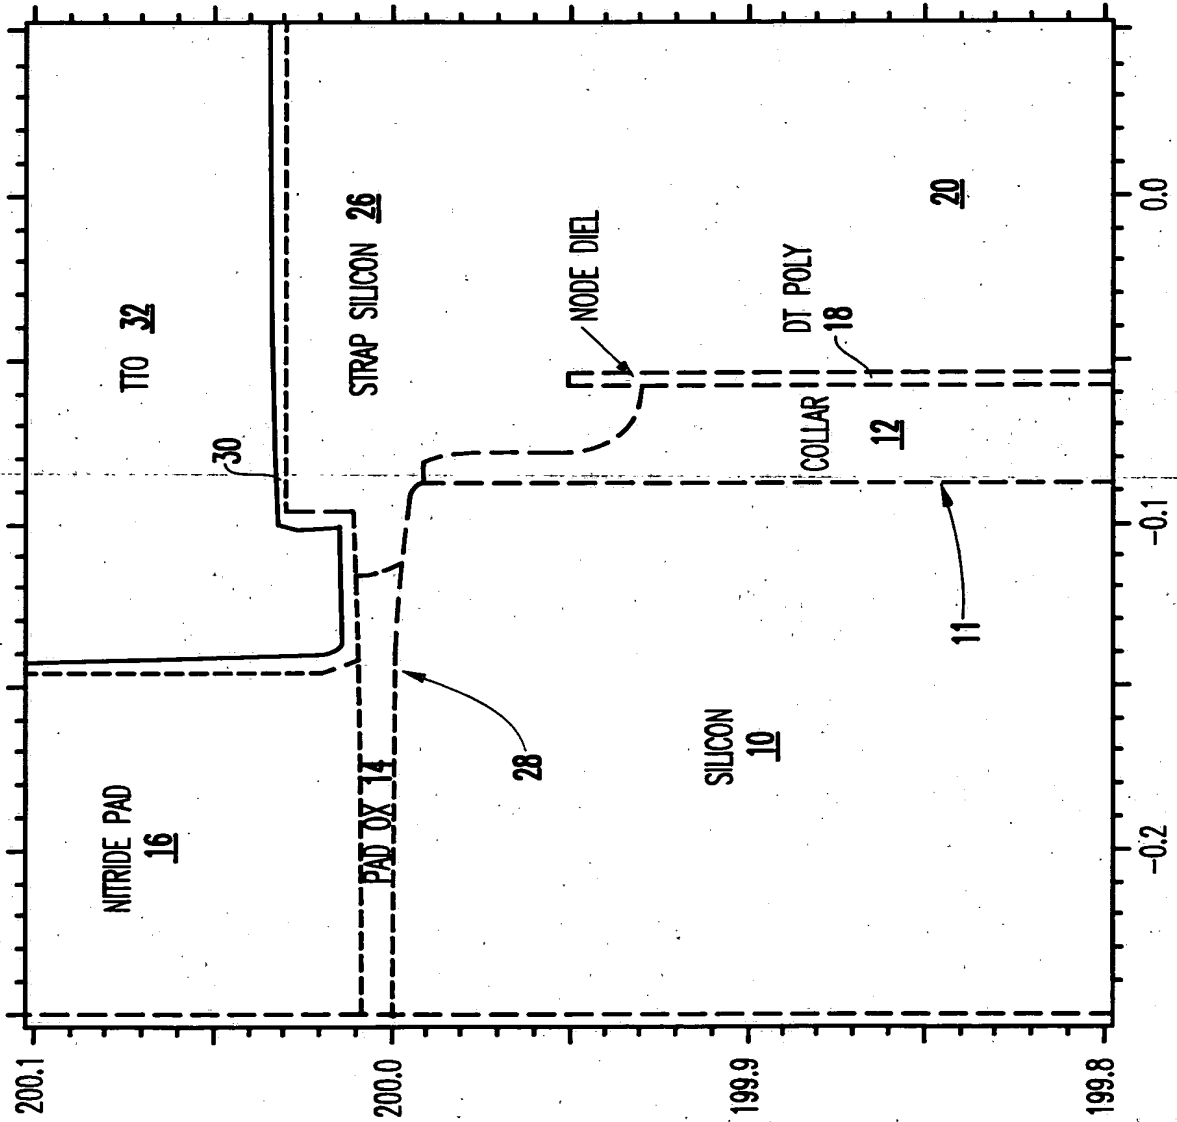 200.1
200.0
199.9
199.8
NITRIDE PAD
16
TTO 32
30
STRAP SILICON 26
PAD OX 14
28
NODE DIEL
SILICON
10
DT POLY
18
COLLAR
12
20
11
-0.2
-0.1
0.0